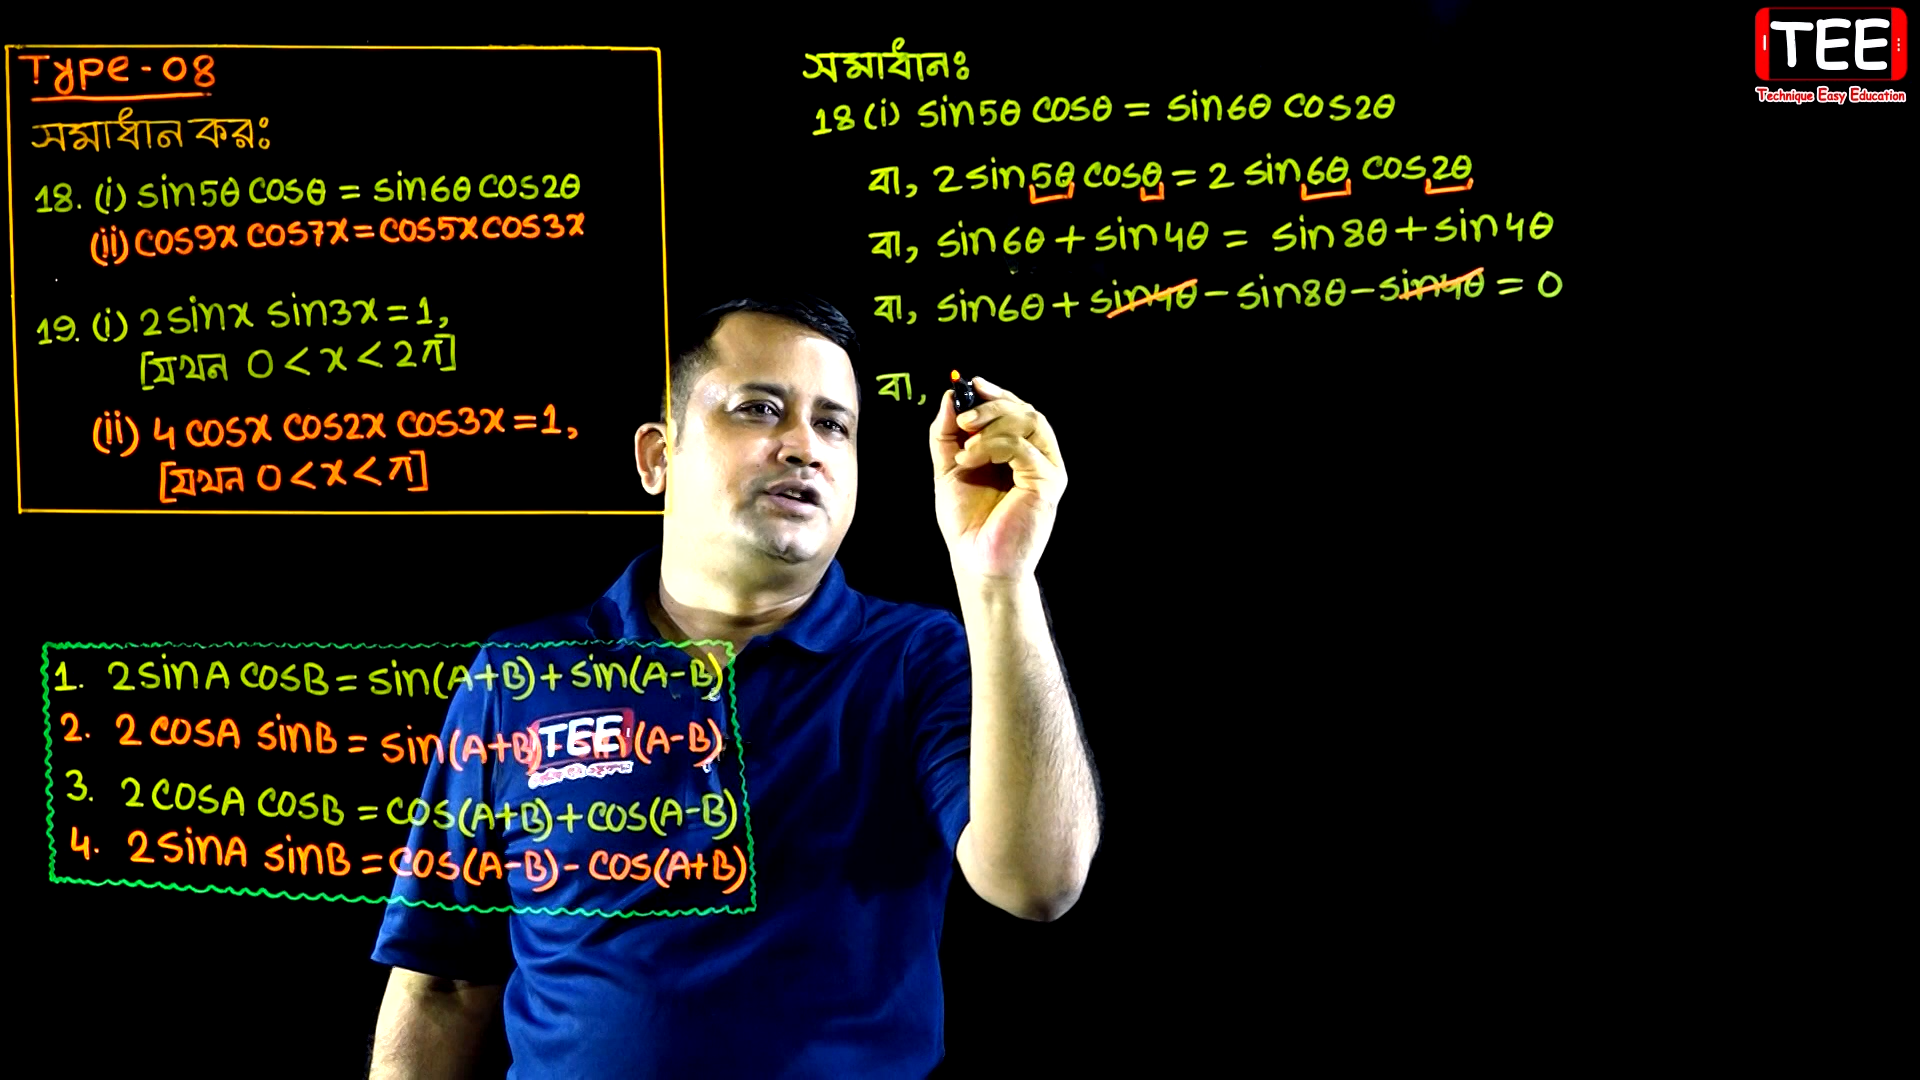 Type-08
সমাধান করঃ
18. (i) sin5θ cosθ = sin6θ cos2θ
(ii) cos9x cos7x = cos5x cos3x
19. (i) 2sinx sin3x = 1,
[যখন 0 < x < 2π]
(ii) 4 cosx cos2x cos3x = 1,
[যখন 0 < x < π]
1. 2sinA cosB = sin(A+B) + sin(A-B)
2. 2 cosA sinB = sin(A+B) (A-B)
3. 2cosA cosB = cos(A+B) + cos(A-B)
4. 2sinA sinB = cos(A-B) - cos(A+B)
TEE
সমাধানঃ
18 (i) sin5θ cosθ = sin6θ cos2θ
বা, 2 sin5θ cosθ = 2 sin6θ cos2θ
বা, sin6θ + sin4θ = sin8θ + sin4θ
বা, sin6θ + sin4θ - sin8θ - sin4θ = 0
বা,
TEE
Technique Easy Education